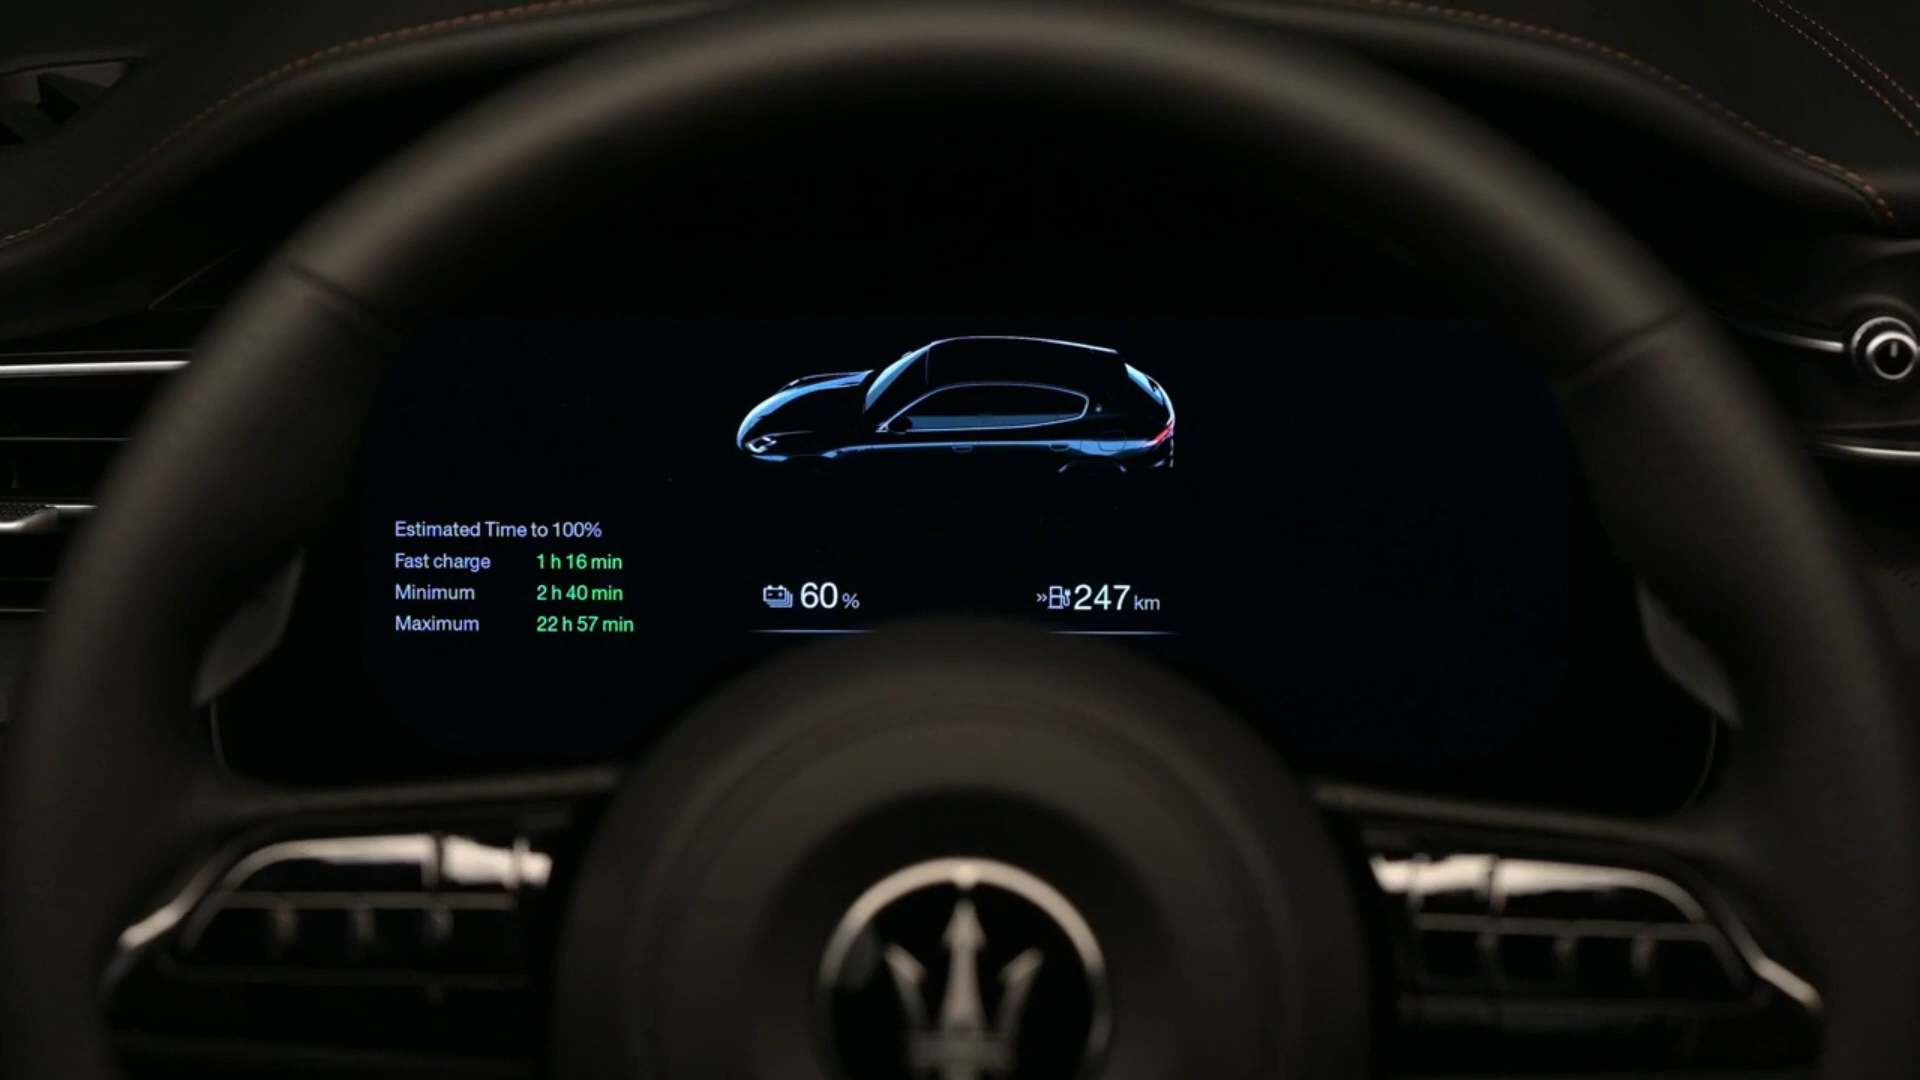 Estimated Time to 100%
Fast charge 1 h 16 min
Minimum 2 h 40 min
Maximum 22 h 57 min
60 %
» 247 km